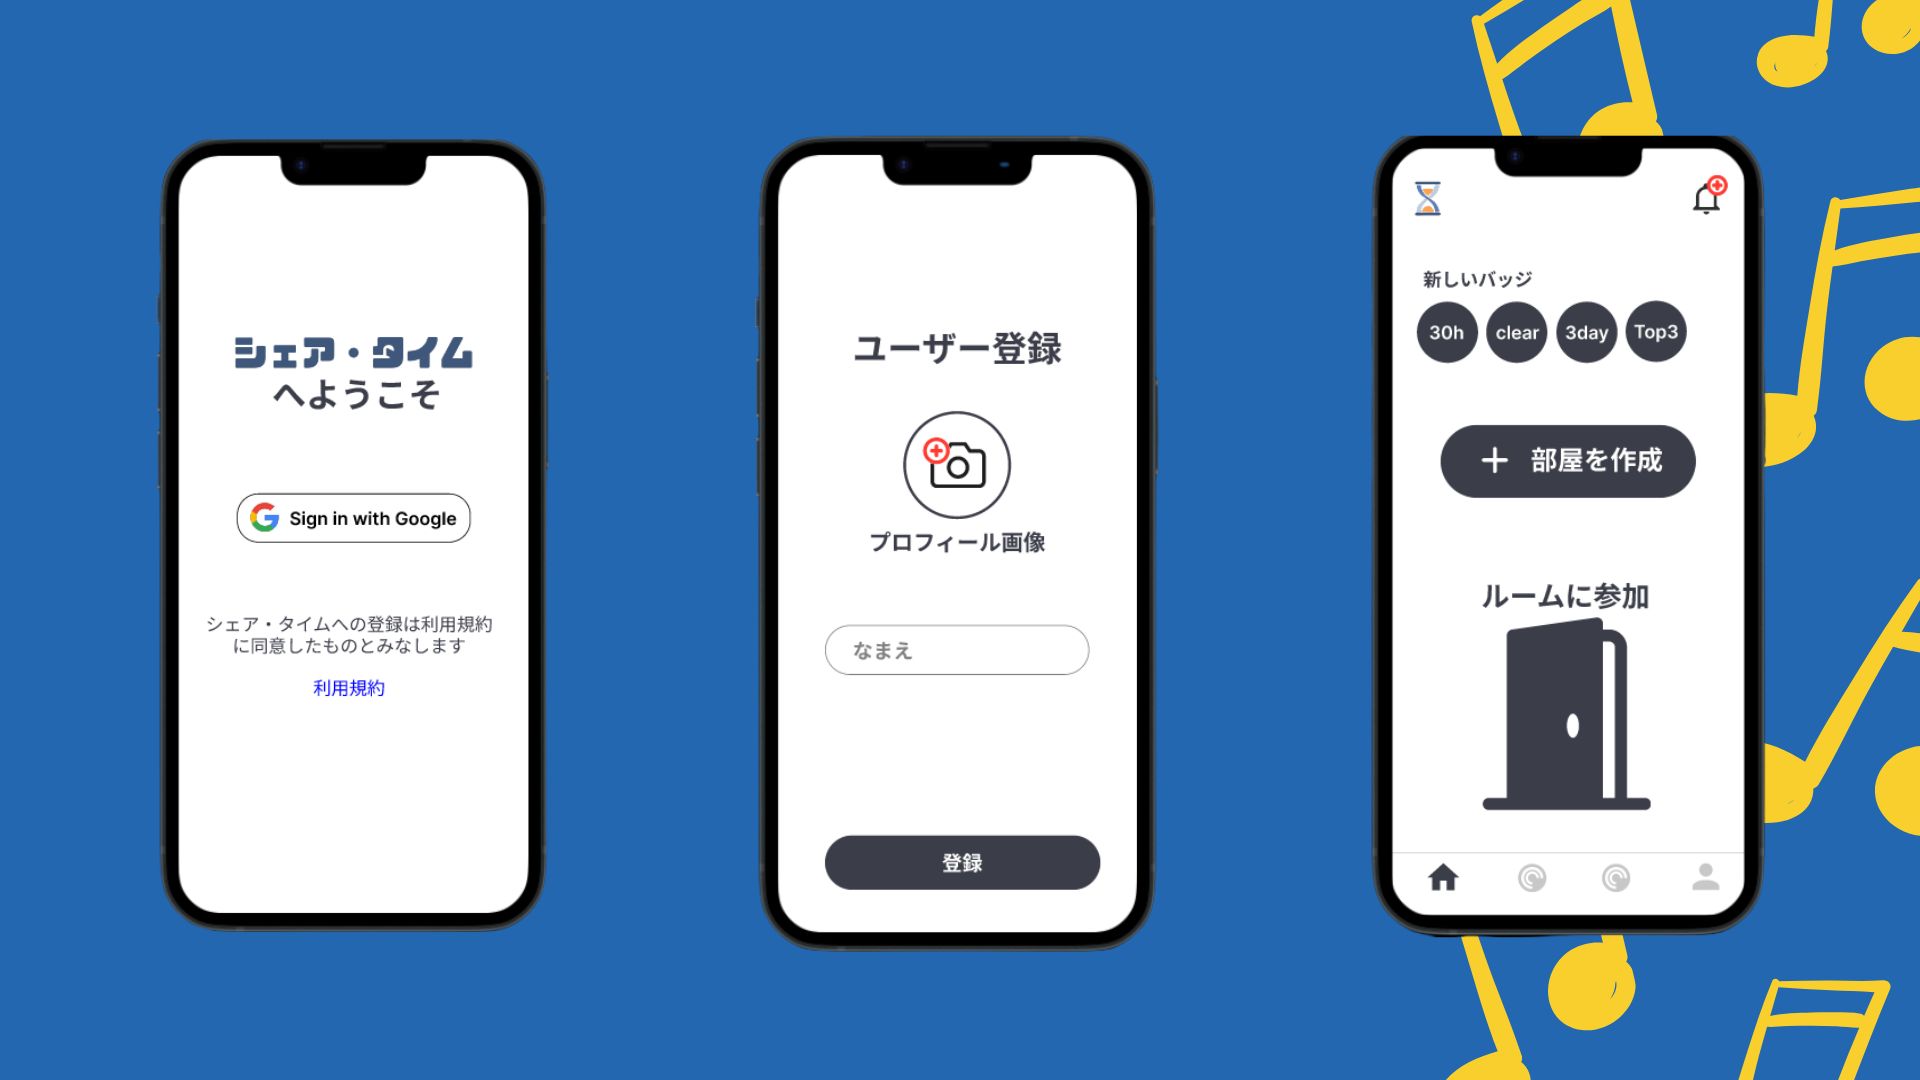 シェア・タイム
へようこそ
Sign in with Google
シェア・タイムへの登録は利用規約
に同意したものとみなします
利用規約
ユーザー登録
プロフィール画像
なまえ
登録
新しいバッジ
30h clear 3day Top3
＋ 部屋を作成
ルームに参加